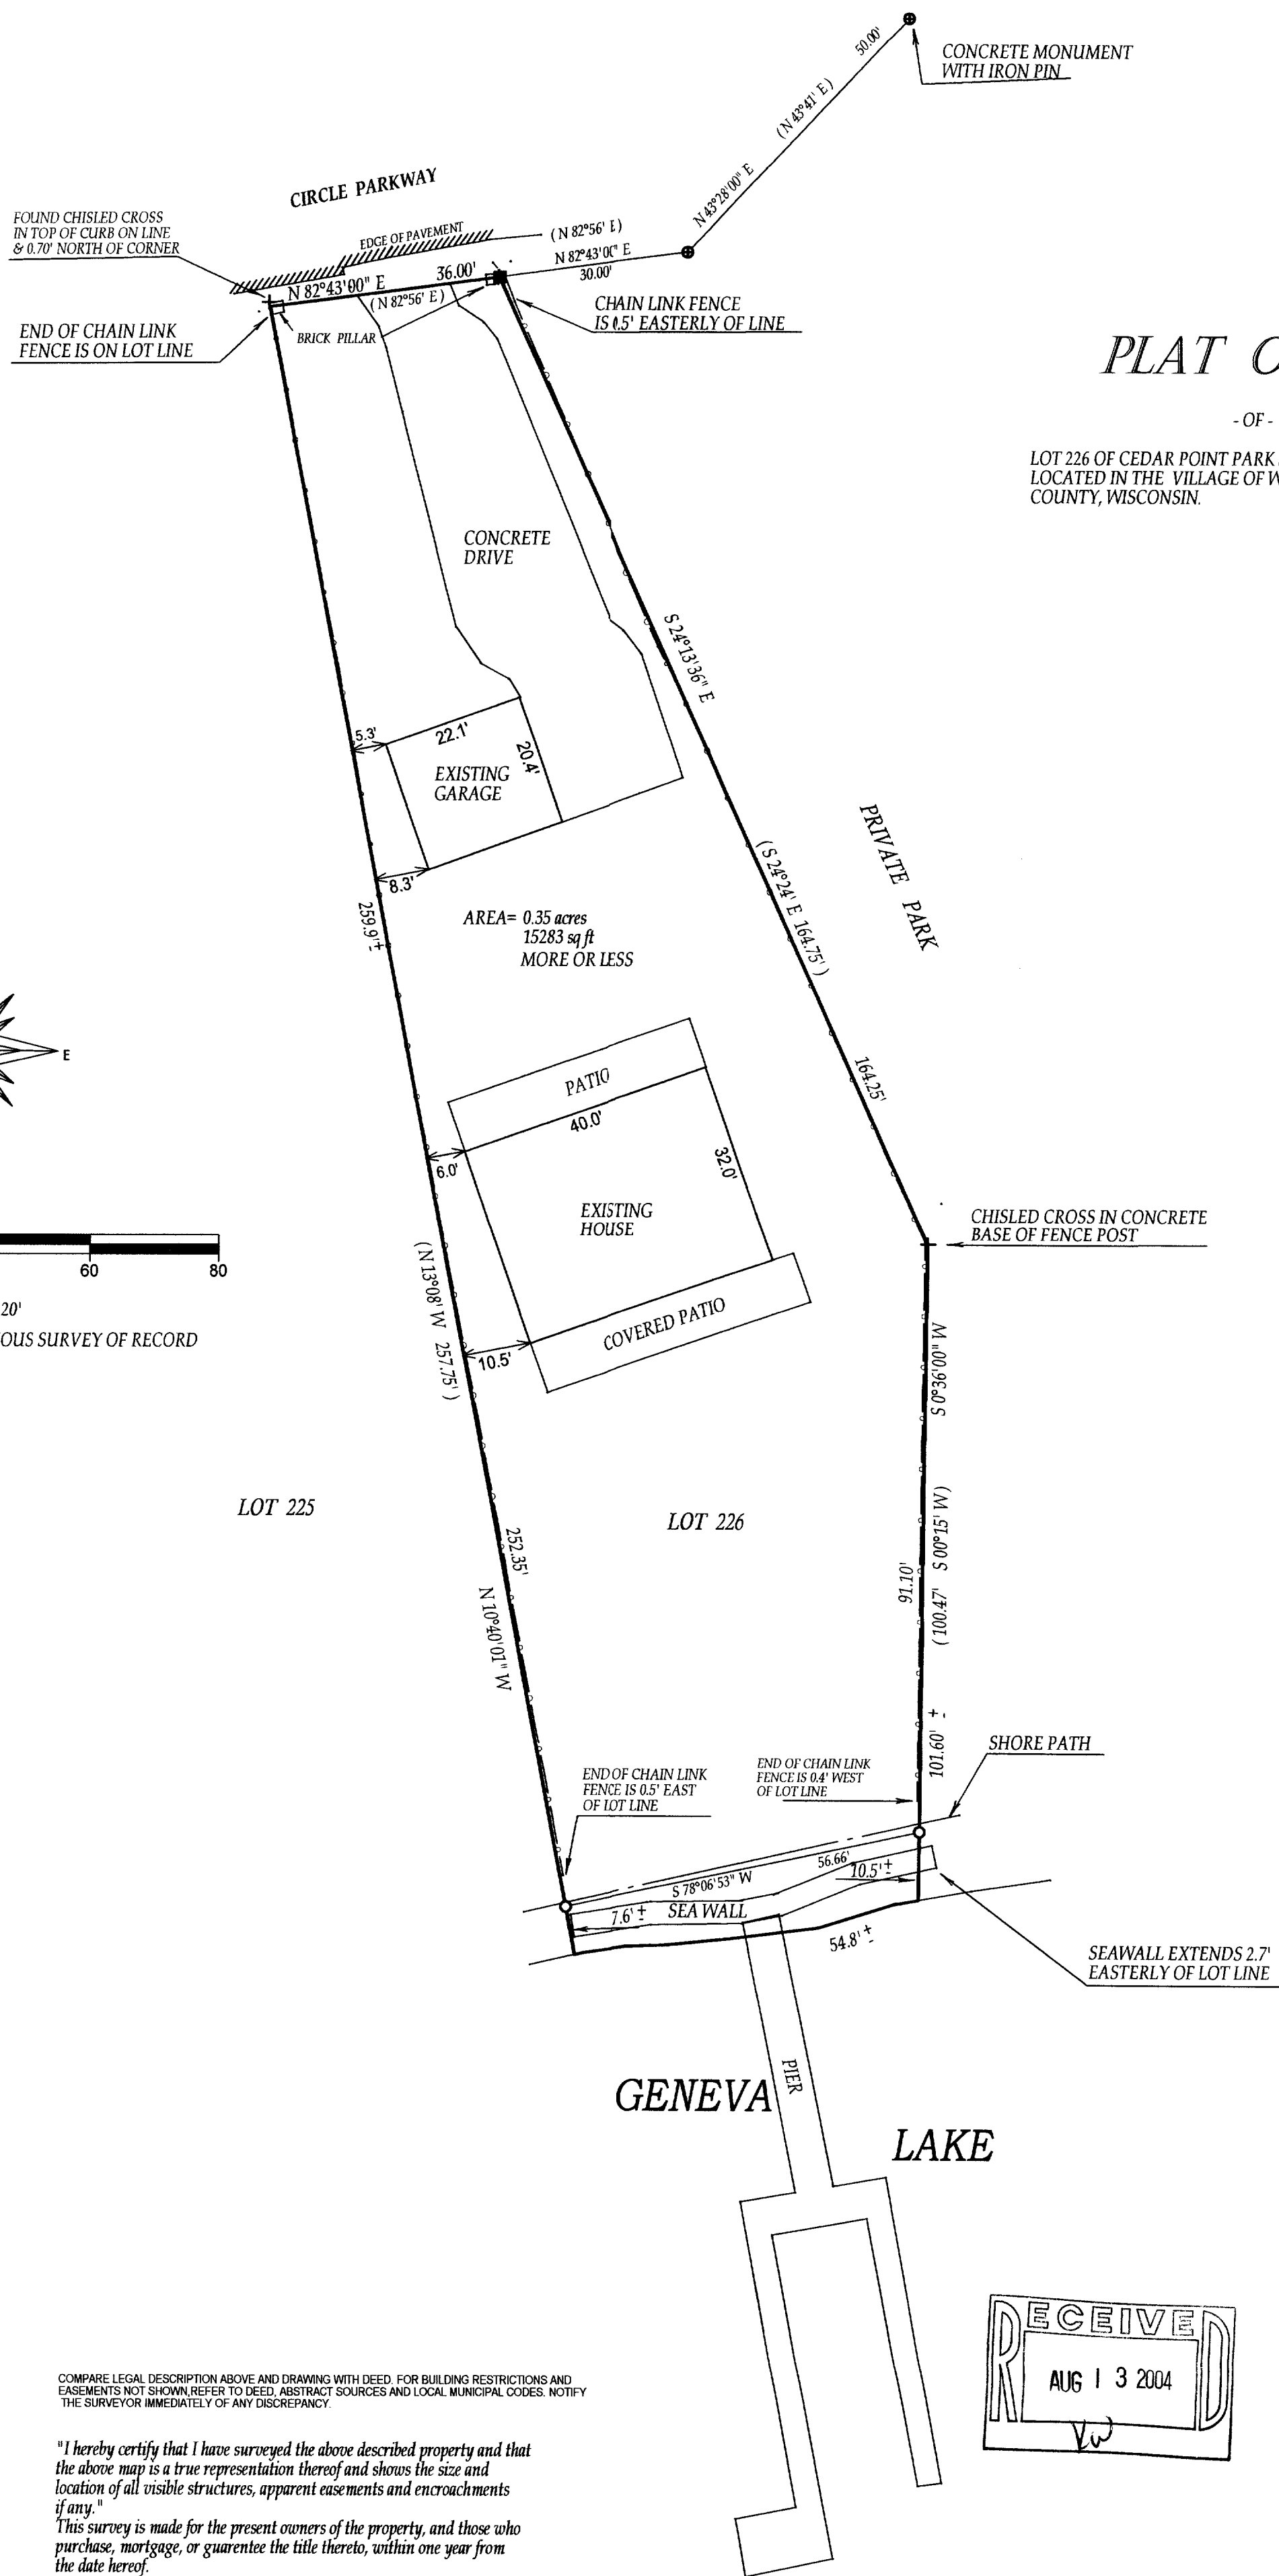 50.00'
CONCRETE MONUMENT
WITH IRON PIN
( N 43°41' E )
N 43°28'00" E
CIRCLE PARKWAY
FOUND CHISLED CROSS
IN TOP OF CURB ON LINE
& 0.70' NORTH OF CORNER
EDGE OF PAVEMENT
( N 82°56' E )
N 82°43'00" E
30.00'
N 82°43'00" E
36.00'
( N 82°56' E )
CHAIN LINK FENCE
IS 0.5' EASTERLY OF LINE
END OF CHAIN LINK
FENCE IS ON LOT LINE
BRICK PILLAR
PLAT
- OF -
LOT 226 OF CEDAR POINT PARK
LOCATED IN THE VILLAGE OF W
COUNTY, WISCONSIN.
CONCRETE
DRIVE
S 24°13'36" E
5.3'
22.1'
20.4'
EXISTING
GARAGE
PRIVATE PARK
( S 24°24' E 164.75' )
8.3'
259.9'±
AREA= 0.35 acres
15283 sq ft
MORE OR LESS
E
PATIO
164.25'
40.0'
32.0'
6.0'
EXISTING
HOUSE
CHISLED CROSS IN CONCRETE
BASE OF FENCE POST
60 80
20'
OUS SURVEY OF RECORD
( N 13°08' W 257.75' )
COVERED PATIO
10.5'
S 0°36'00" W
LOT 225
LOT 226
252.35'
N 10°40'01" W
91.10'
( 100.47' S 00°15' W)
101.60' ±
SHORE PATH
END OF CHAIN LINK
FENCE IS 0.5' EAST
OF LOT LINE
END OF CHAIN LINK
FENCE IS 0.4' WEST
OF LOT LINE
56.66'
S 78°06'53" W
10.5'±
7.6'±
SEA WALL
54.8'±
SEAWALL EXTENDS 2.7'
EASTERLY OF LOT LINE
PIER
GENEVA
LAKE
RECEIVED
AUG 13 2004
COMPARE LEGAL DESCRIPTION ABOVE AND DRAWING WITH DEED. FOR BUILDING RESTRICTIONS AND
EASEMENTS NOT SHOWN,REFER TO DEED, ABSTRACT SOURCES AND LOCAL MUNICIPAL CODES. NOTIFY
THE SURVEYOR IMMEDIATELY OF ANY DISCREPANCY.
"I hereby certify that I have surveyed the above described property and that
the above map is a true representation thereof and shows the size and
location of all visible structures, apparent easements and encroachments
if any."
This survey is made for the present owners of the property, and those who
purchase, mortgage, or guarentee the title thereto, within one year from
the date hereof.